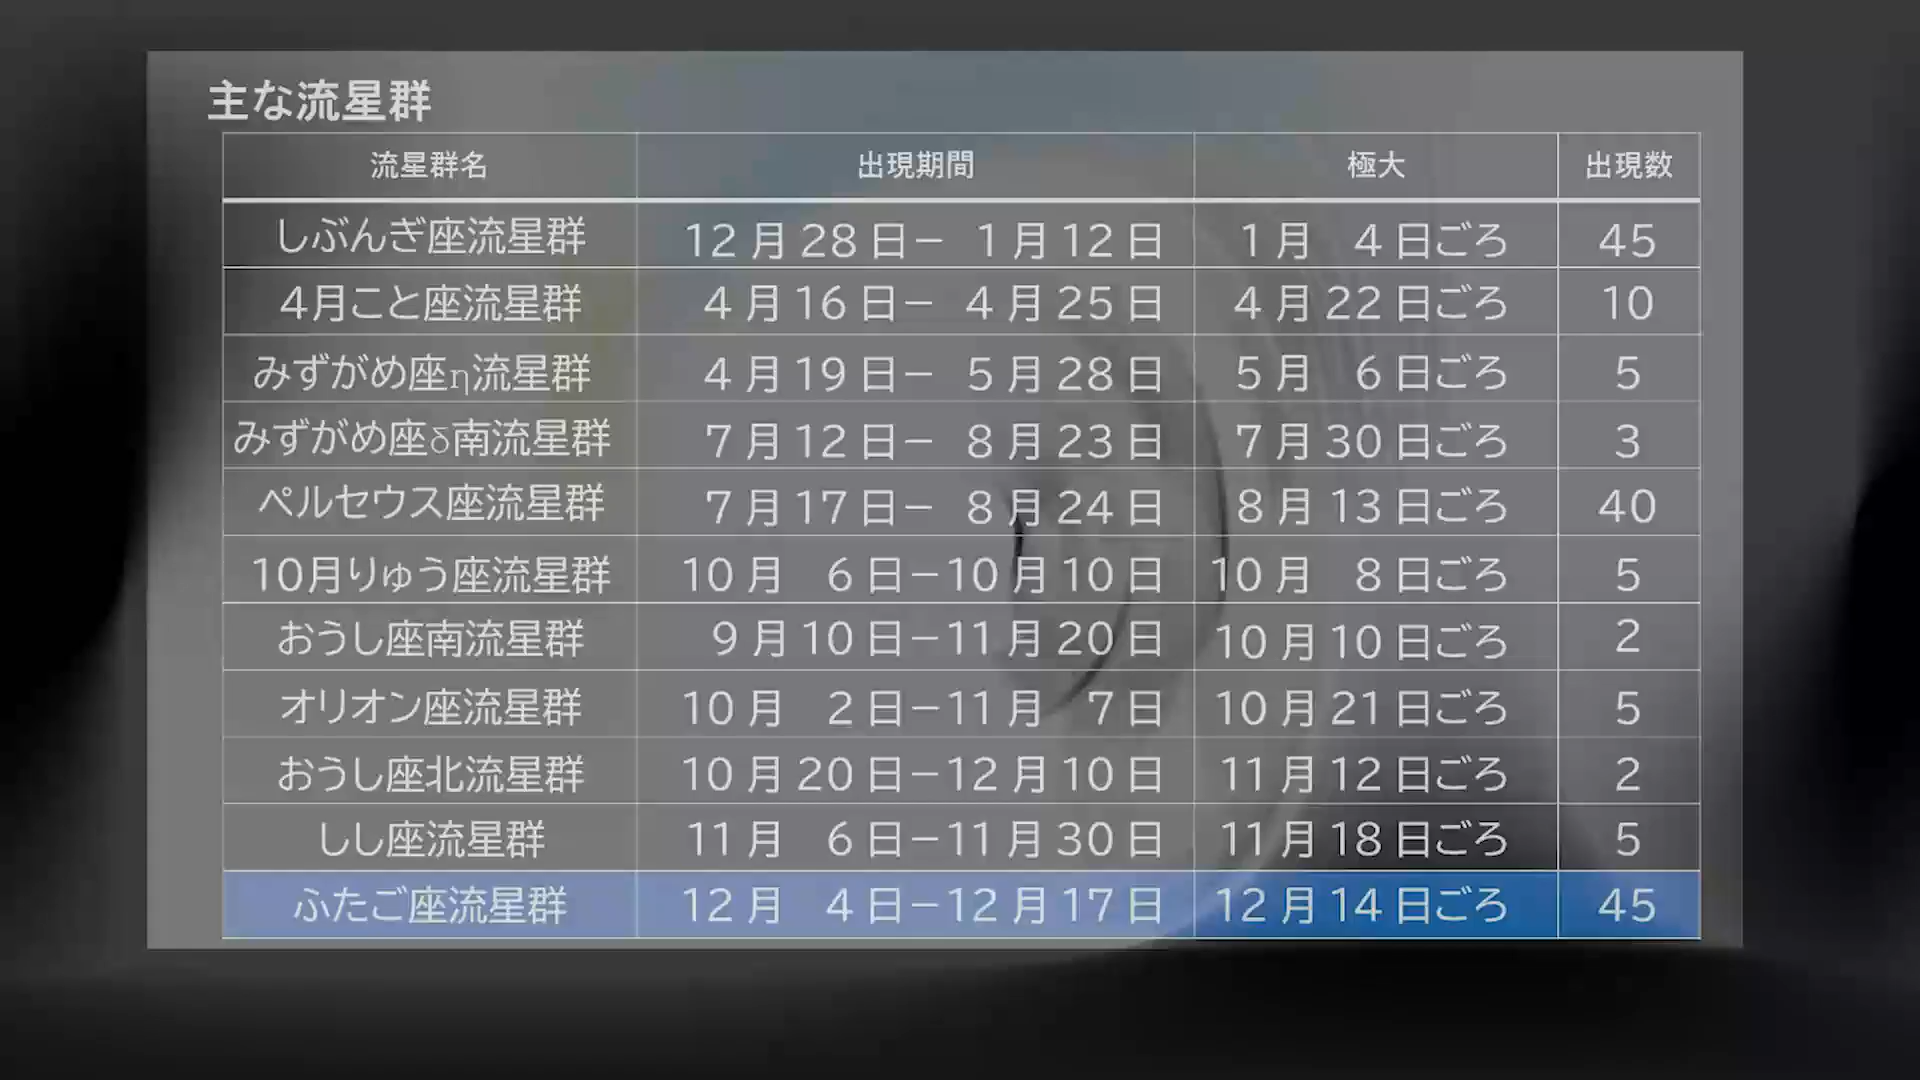 主な流星群
流星群名 出現期間 極大 出現数
しぶんぎ座流星群 12月28日－ 1月12日 1月 4日ごろ 45
4月こと座流星群 4月16日－ 4月25日 4月22日ごろ 10
みずがめ座η流星群 4月19日－ 5月28日 5月 6日ごろ 5
みずがめ座δ南流星群 7月12日－ 8月23日 7月30日ごろ 3
ペルセウス座流星群 7月17日－ 8月24日 8月13日ごろ 40
10月りゅう座流星群 10月 6日－10月10日 10月 8日ごろ 5
おうし座南流星群 9月10日－11月20日 10月10日ごろ 2
オリオン座流星群 10月 2日－11月 7日 10月21日ごろ 5
おうし座北流星群 10月20日－12月10日 11月12日ごろ 2
しし座流星群 11月 6日－11月30日 11月18日ごろ 5
ふたご座流星群 12月 4日－12月17日 12月14日ごろ 45